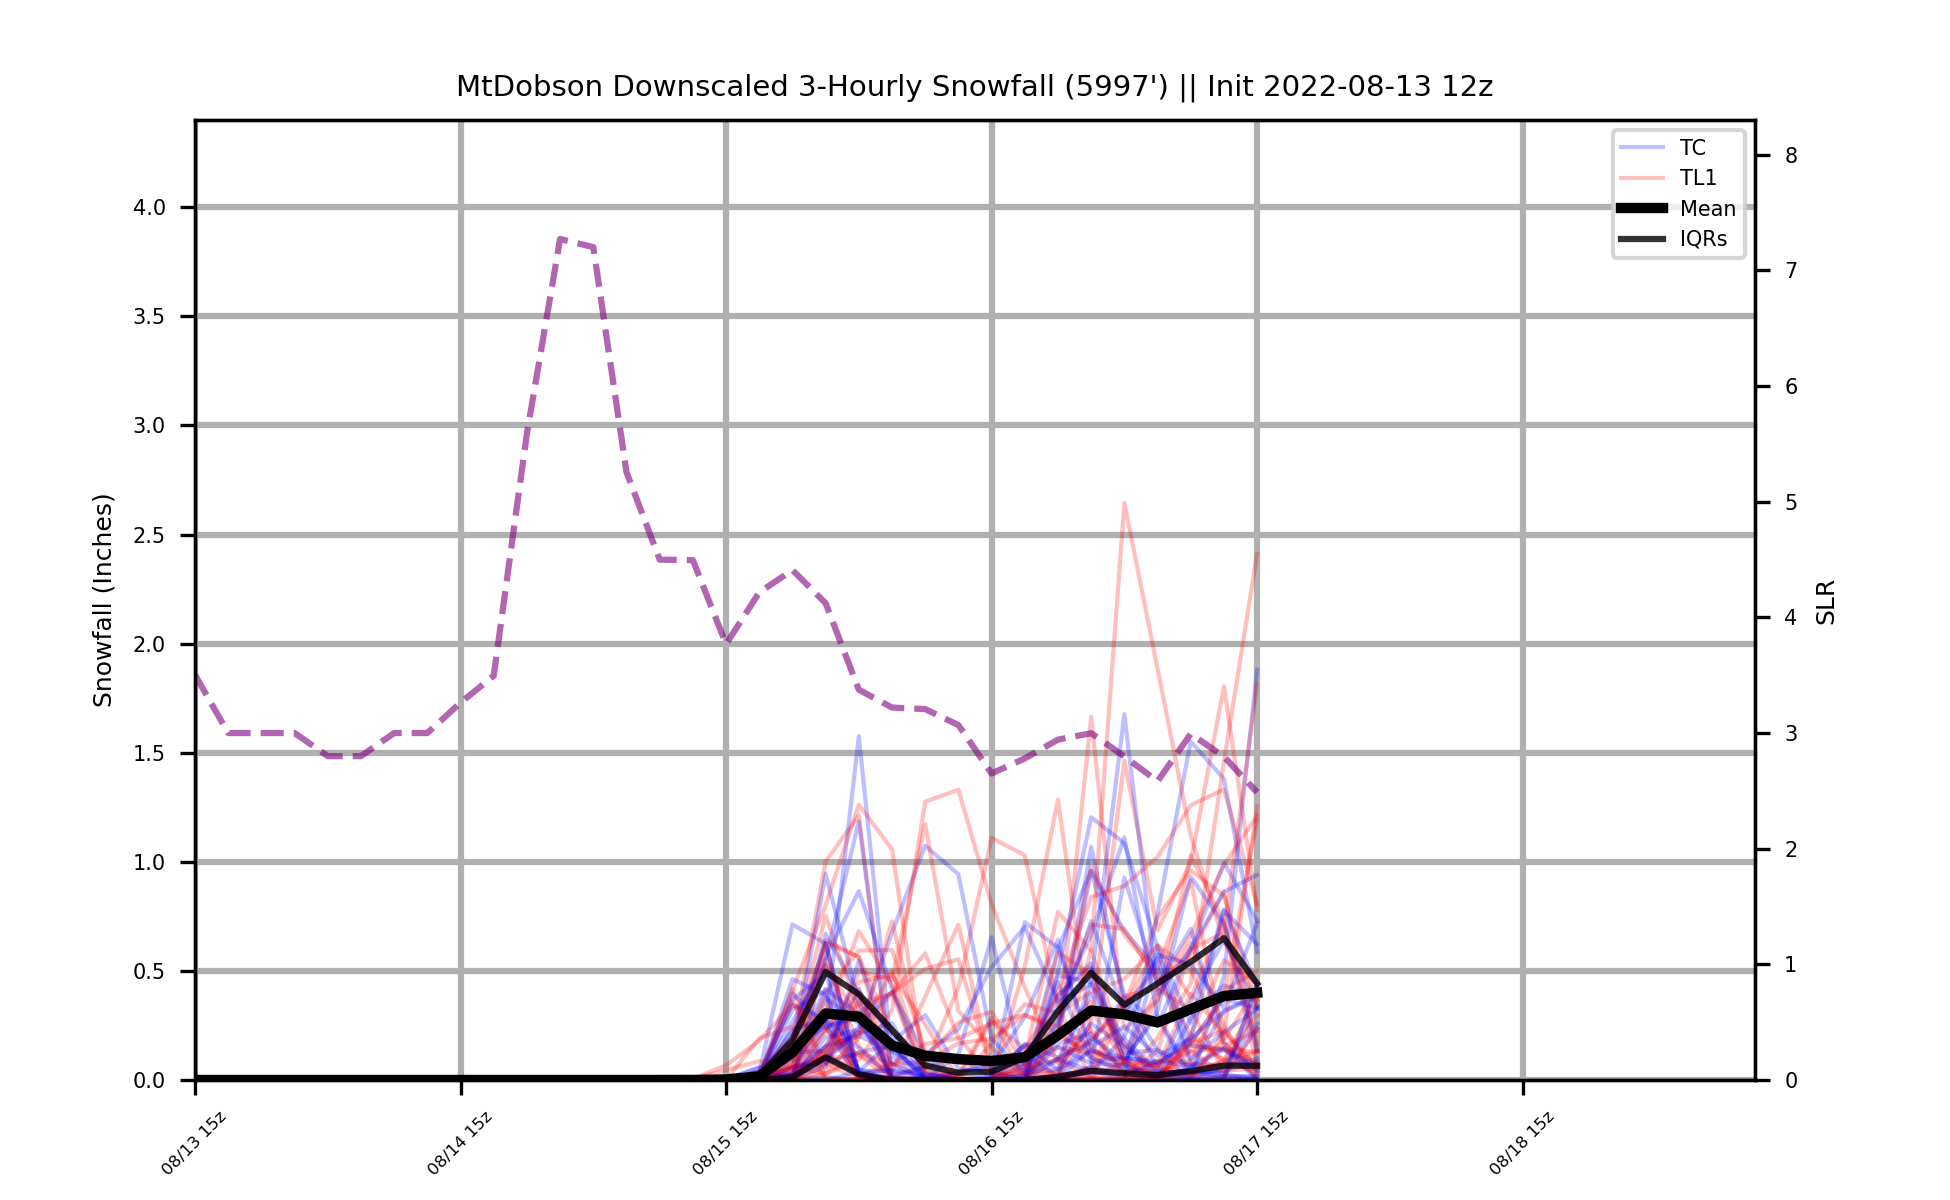 MtDobson Downscaled 3-Hourly Snowfall (5997') || Init 2022-08-13 12z
TC
TL1
Mean
IQRs
4.0
3.5
3.0
2.5
2.0
1.5
1.0
0.5
0.0
Snowfall (Inches)
8
7
6
5
4
3
2
1
0
SLR
08/13 15z
08/14 15z
08/15 15z
08/16 15z
08/17 15z
08/18 15z